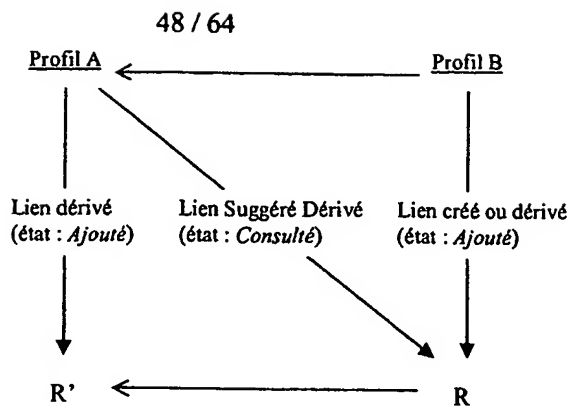 48 / 64
Profil A
Profil B
Lien dérivé
(état : Ajouté)
Lien Suggéré Dérivé
(état : Consulté)
Lien créé ou dérivé
(état : Ajouté)
R'
R